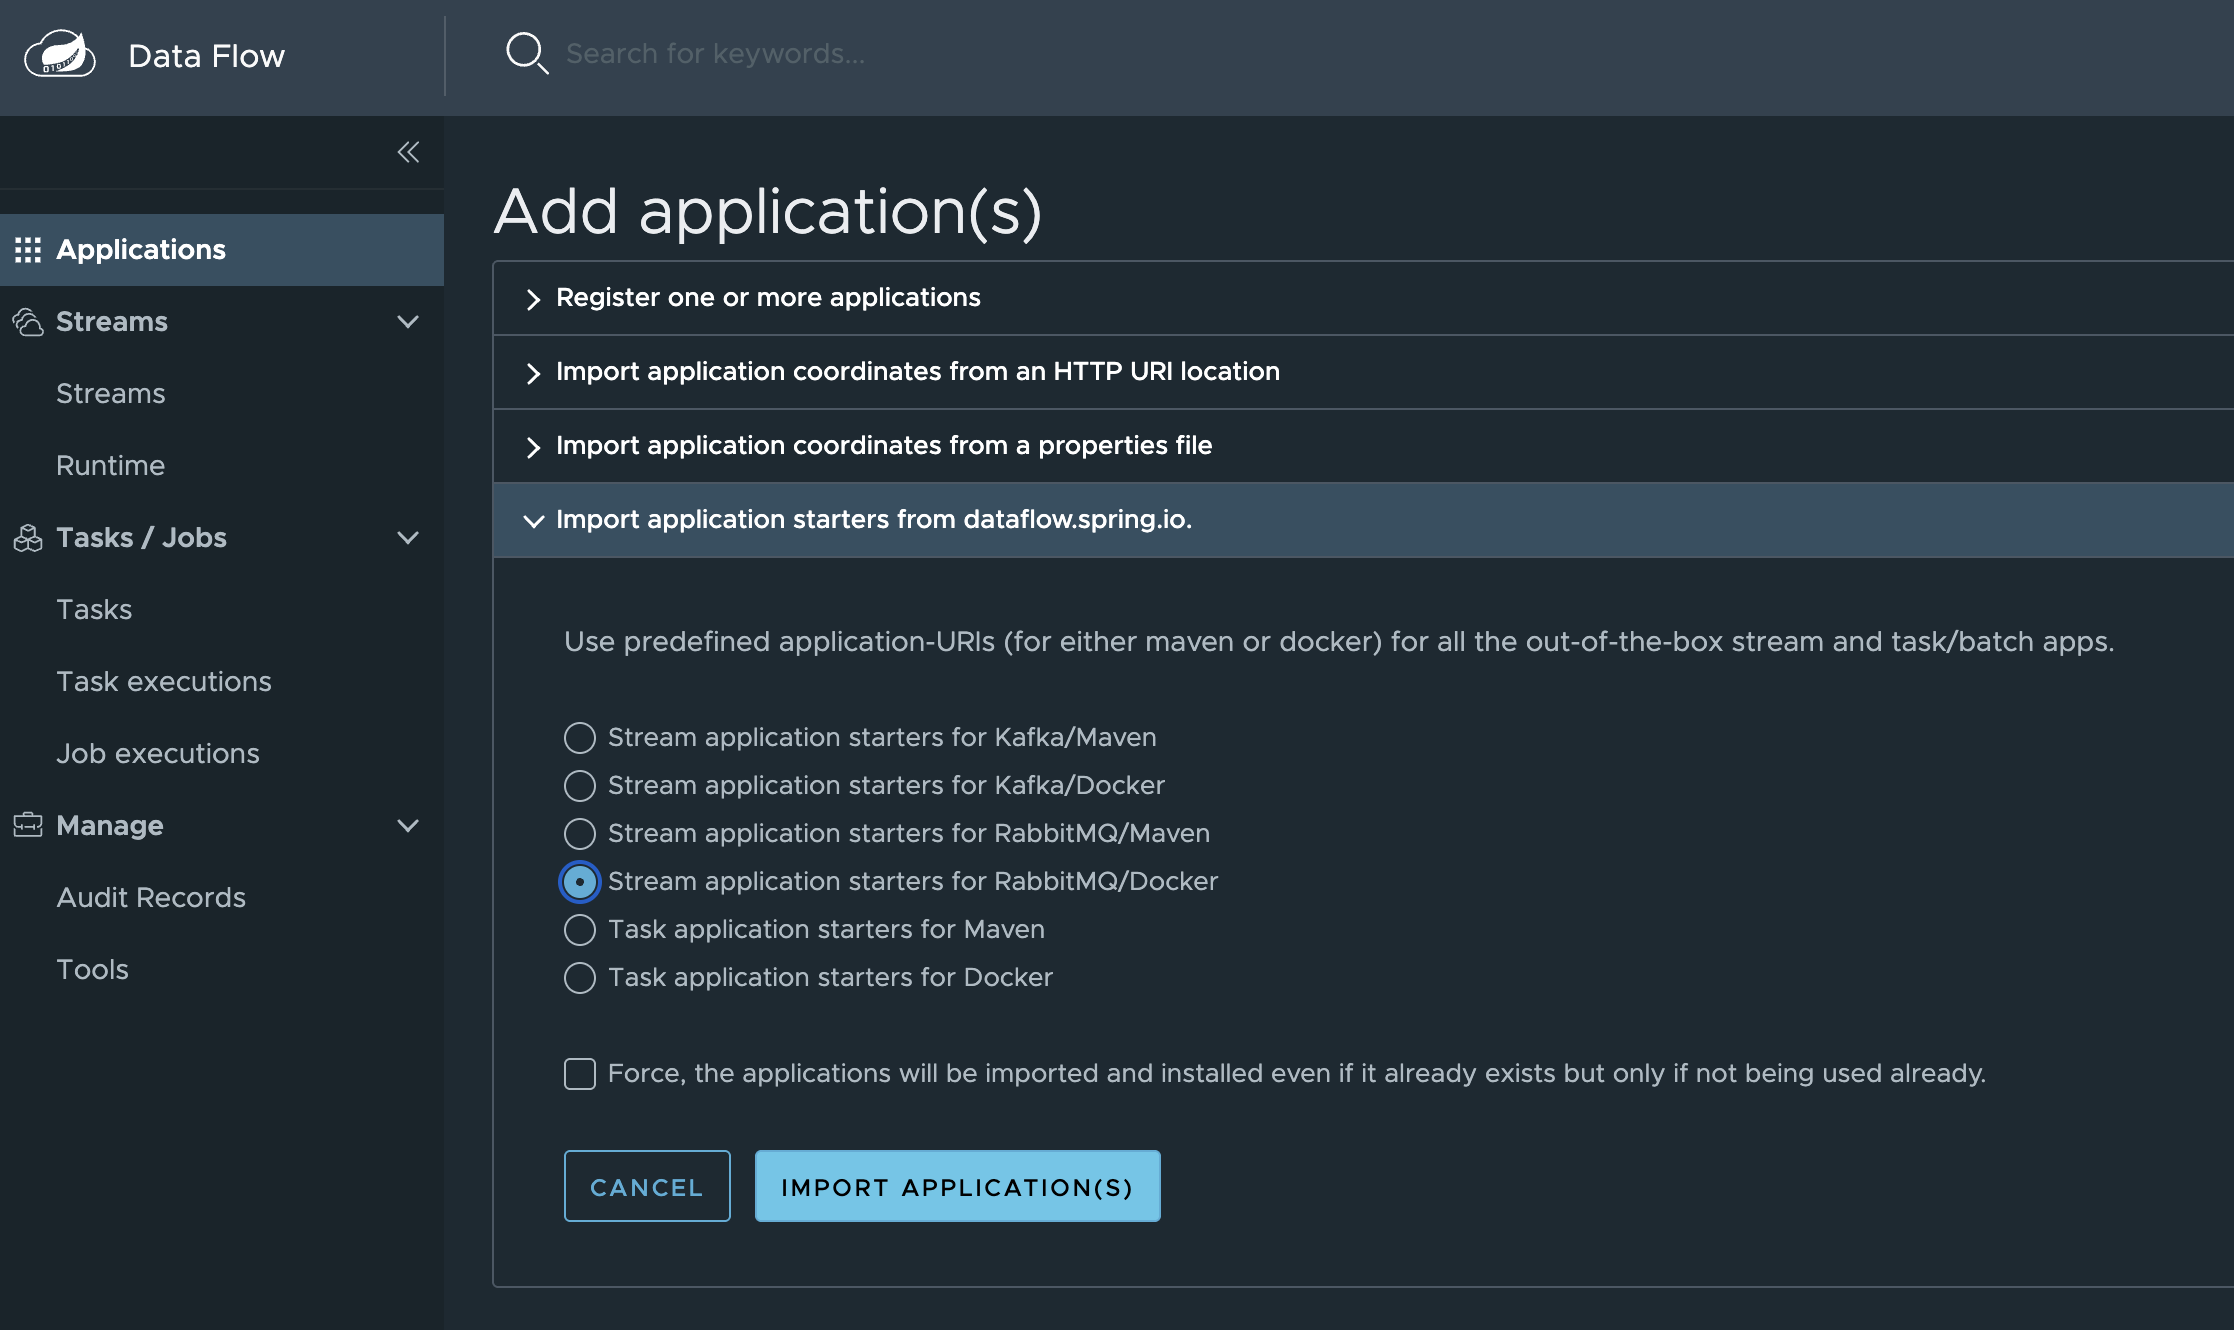 Data Flow
Search for keywords...
Applications
Streams
Streams
Runtime
Tasks / Jobs
Tasks
Task executions
Job executions
Manage
Audit Records
Tools
Add application(s)
Register one or more applications
Import application coordinates from an HTTP URI location
Import application coordinates from a properties file
Import application starters from dataflow.spring.io.
Use predefined application-URIs (for either maven or docker) for all the out-of-the-box stream and task/batch apps.
Stream application starters for Kafka/Maven
Stream application starters for Kafka/Docker
Stream application starters for RabbitMQ/Maven
Stream application starters for RabbitMQ/Docker
Task application starters for Maven
Task application starters for Docker
Force, the applications will be imported and installed even if it already exists but only if not being used already.
CANCEL
IMPORT APPLICATION(S)